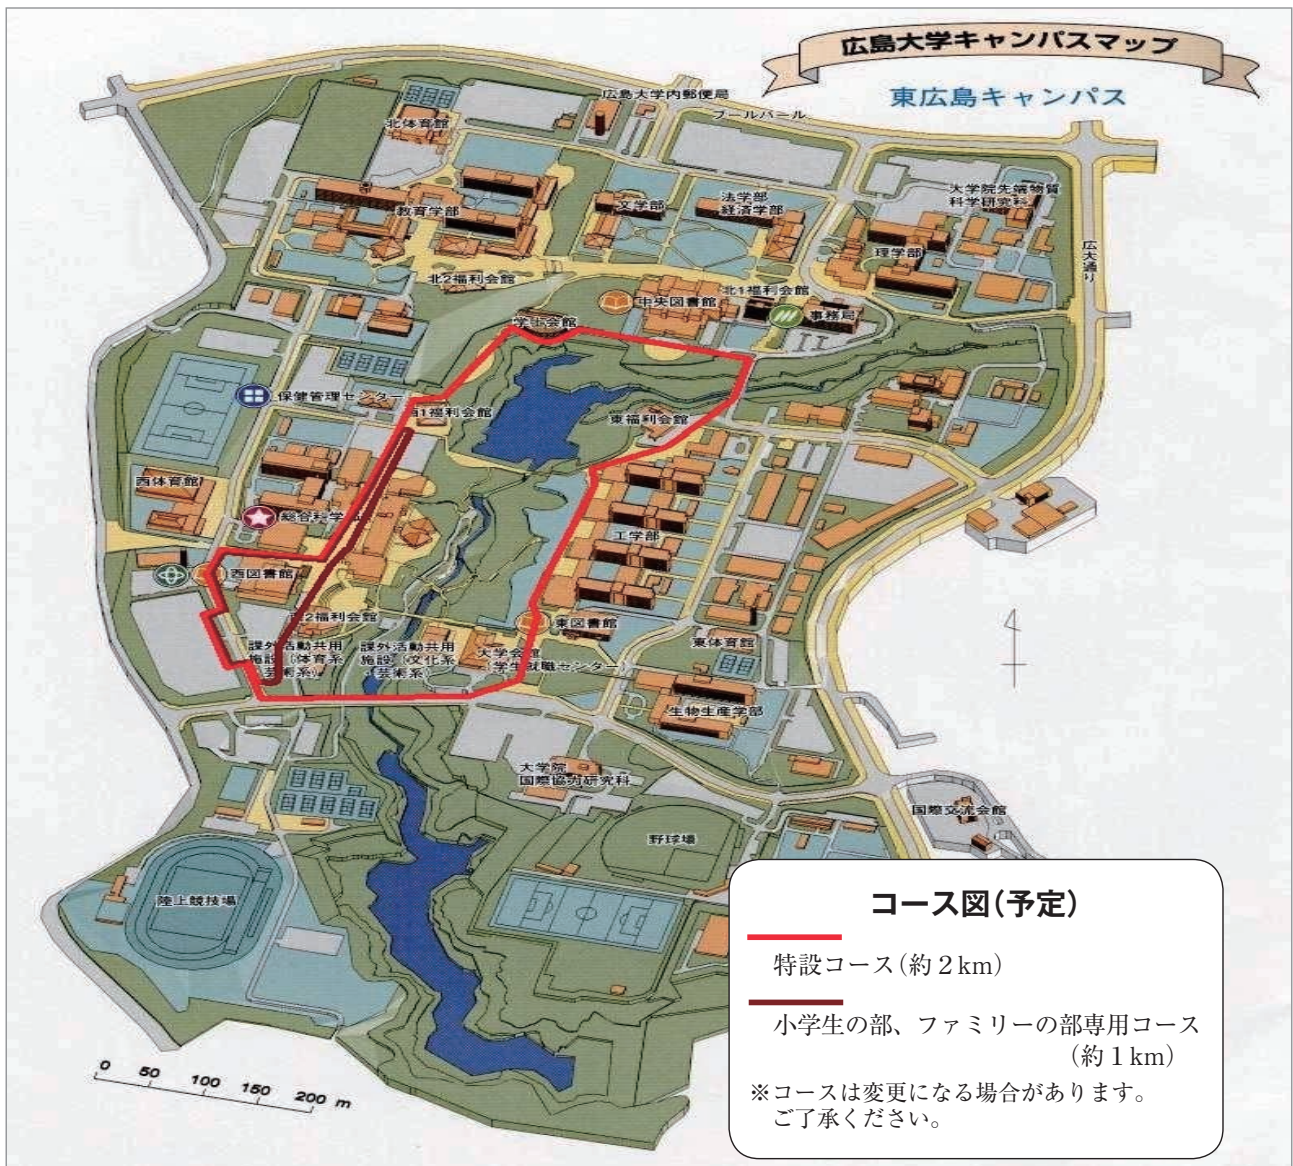 広島大学キャンパスマップ
東広島キャンパス
広島大学内郵便局
ブールバール
北体育館
大学院先端物質
科学研究科
教育学部
文学部
法学部
経済学部
理学部
広大通り
北2福利会館
中央図書館
北1福利会館
事務局
学士会館
保健管理センター
1福利会館
東福利会館
西体育館
総合科学
工学部
西図書館
2福利会館
東図書館
課外活動共用
施設(体育系
芸術系)
課外活動共用
施設(文化系
・芸術系)
大学会館
(学生就職センター)
東体育館
生物生産学部
大学院
国際協力研究科
国際交流会館
野球場
陸上競技場
0 50 100 150 200 m
コース図(予定)
特設コース(約2km)
小学生の部、ファミリーの部専用コース
(約1km)
※コースは変更になる場合があります。
ご了承ください。